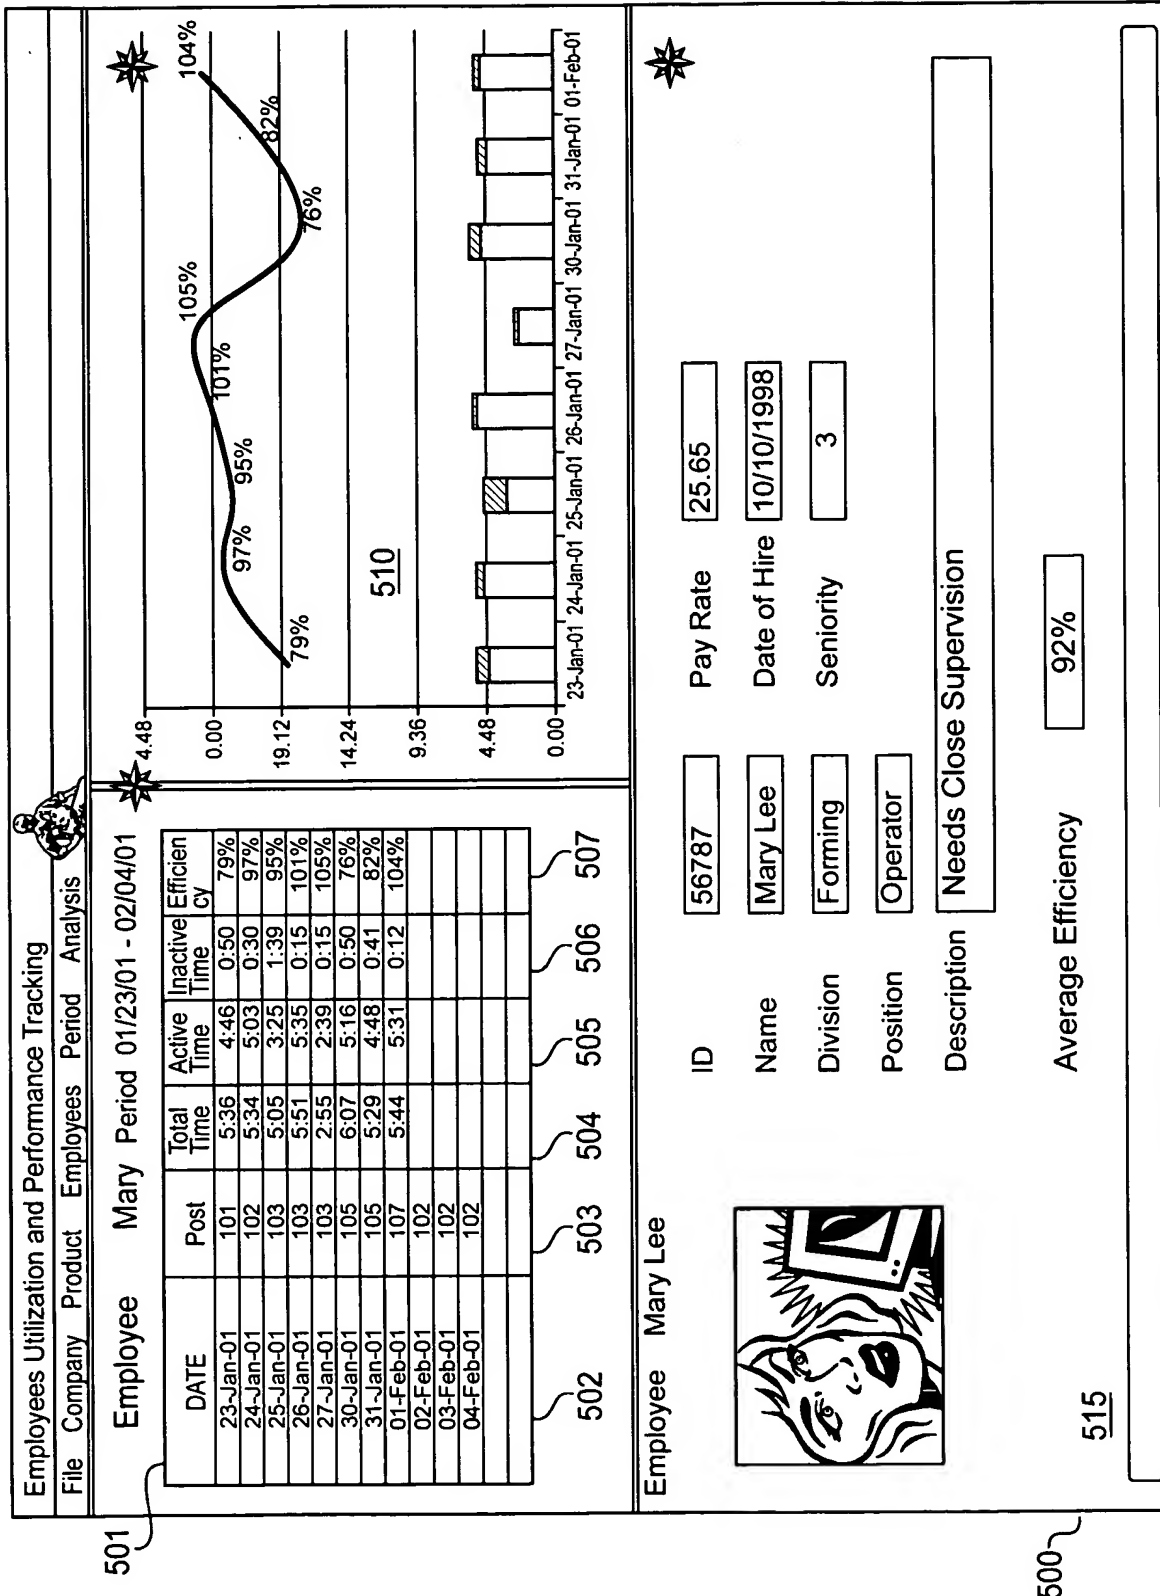 Employees Utilization and Performance Tracking
File Company Product Employees Period Analysis
501
Employee Mary Period 01/23/01 - 02/04/01
DATE Post Total Time Active Time Inactive Time Efficien cy
23-Jan-01 101 5:36 4:46 0:50 79%
24-Jan-01 102 5:34 5:03 0:30 97%
25-Jan-01 103 5:05 3:25 1:39 95%
26-Jan-01 103 5:51 5:35 0:15 101%
27-Jan-01 103 2:55 2:39 0:15 105%
30-Jan-01 105 6:07 5:16 0:50 76%
31-Jan-01 105 5:29 4:48 0:41 82%
01-Feb-01 107 5:44 5:31 0:12 104%
02-Feb-01 102
03-Feb-01 102
04-Feb-01 102
502 503 504 505 506 507
4.48
0.00
19.12
14.24
9.36
4.48
0.00
79% 97% 95% 101% 105% 76% 82% 104%
510
23-Jan-01 24-Jan-01 25-Jan-01 26-Jan-01 27-Jan-01 30-Jan-01 31-Jan-01 01-Feb-01
Employee Mary Lee
ID 56787 Pay Rate 25.65
Name Mary Lee Date of Hire 10/10/1998
Division Forming Seniority 3
Position Operator
Description Needs Close Supervision
Average Efficiency 92%
515
500